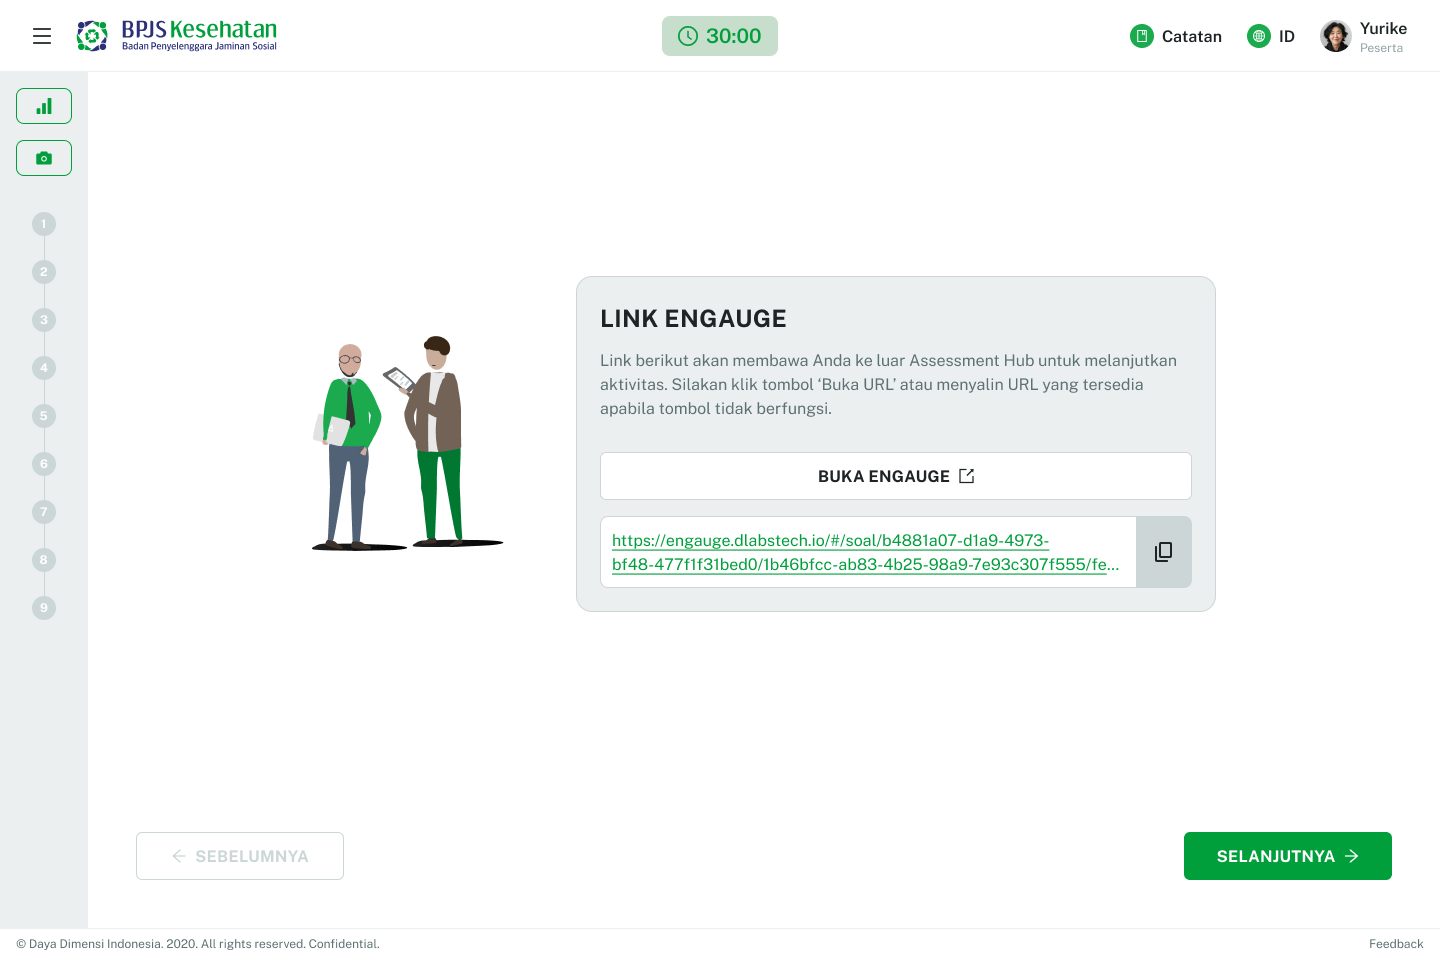 BPJS Kesehatan
Badan Penyelenggara Jaminan Sosial
30:00
Catatan
ID
Yurike
Peserta
1
2
3
4
5
6
7
8
9
LINK ENGAUGE
Link berikut akan membawa Anda ke luar Assessment Hub untuk melanjutkan
aktivitas. Silakan klik tombol ‘Buka URL’ atau menyalin URL yang tersedia
apabila tombol tidak berfungsi.
BUKA ENGAUGE
https://engauge.dlabstech.io/#/soal/b4881a07-d1a9-4973-
bf48-477f1f31bed0/1b46bfcc-ab83-4b25-98a9-7e93c307f555/fe...
SEBELUMNYA
SELANJUTNYA
© Daya Dimensi Indonesia. 2020. All rights reserved. Confidential.
Feedback